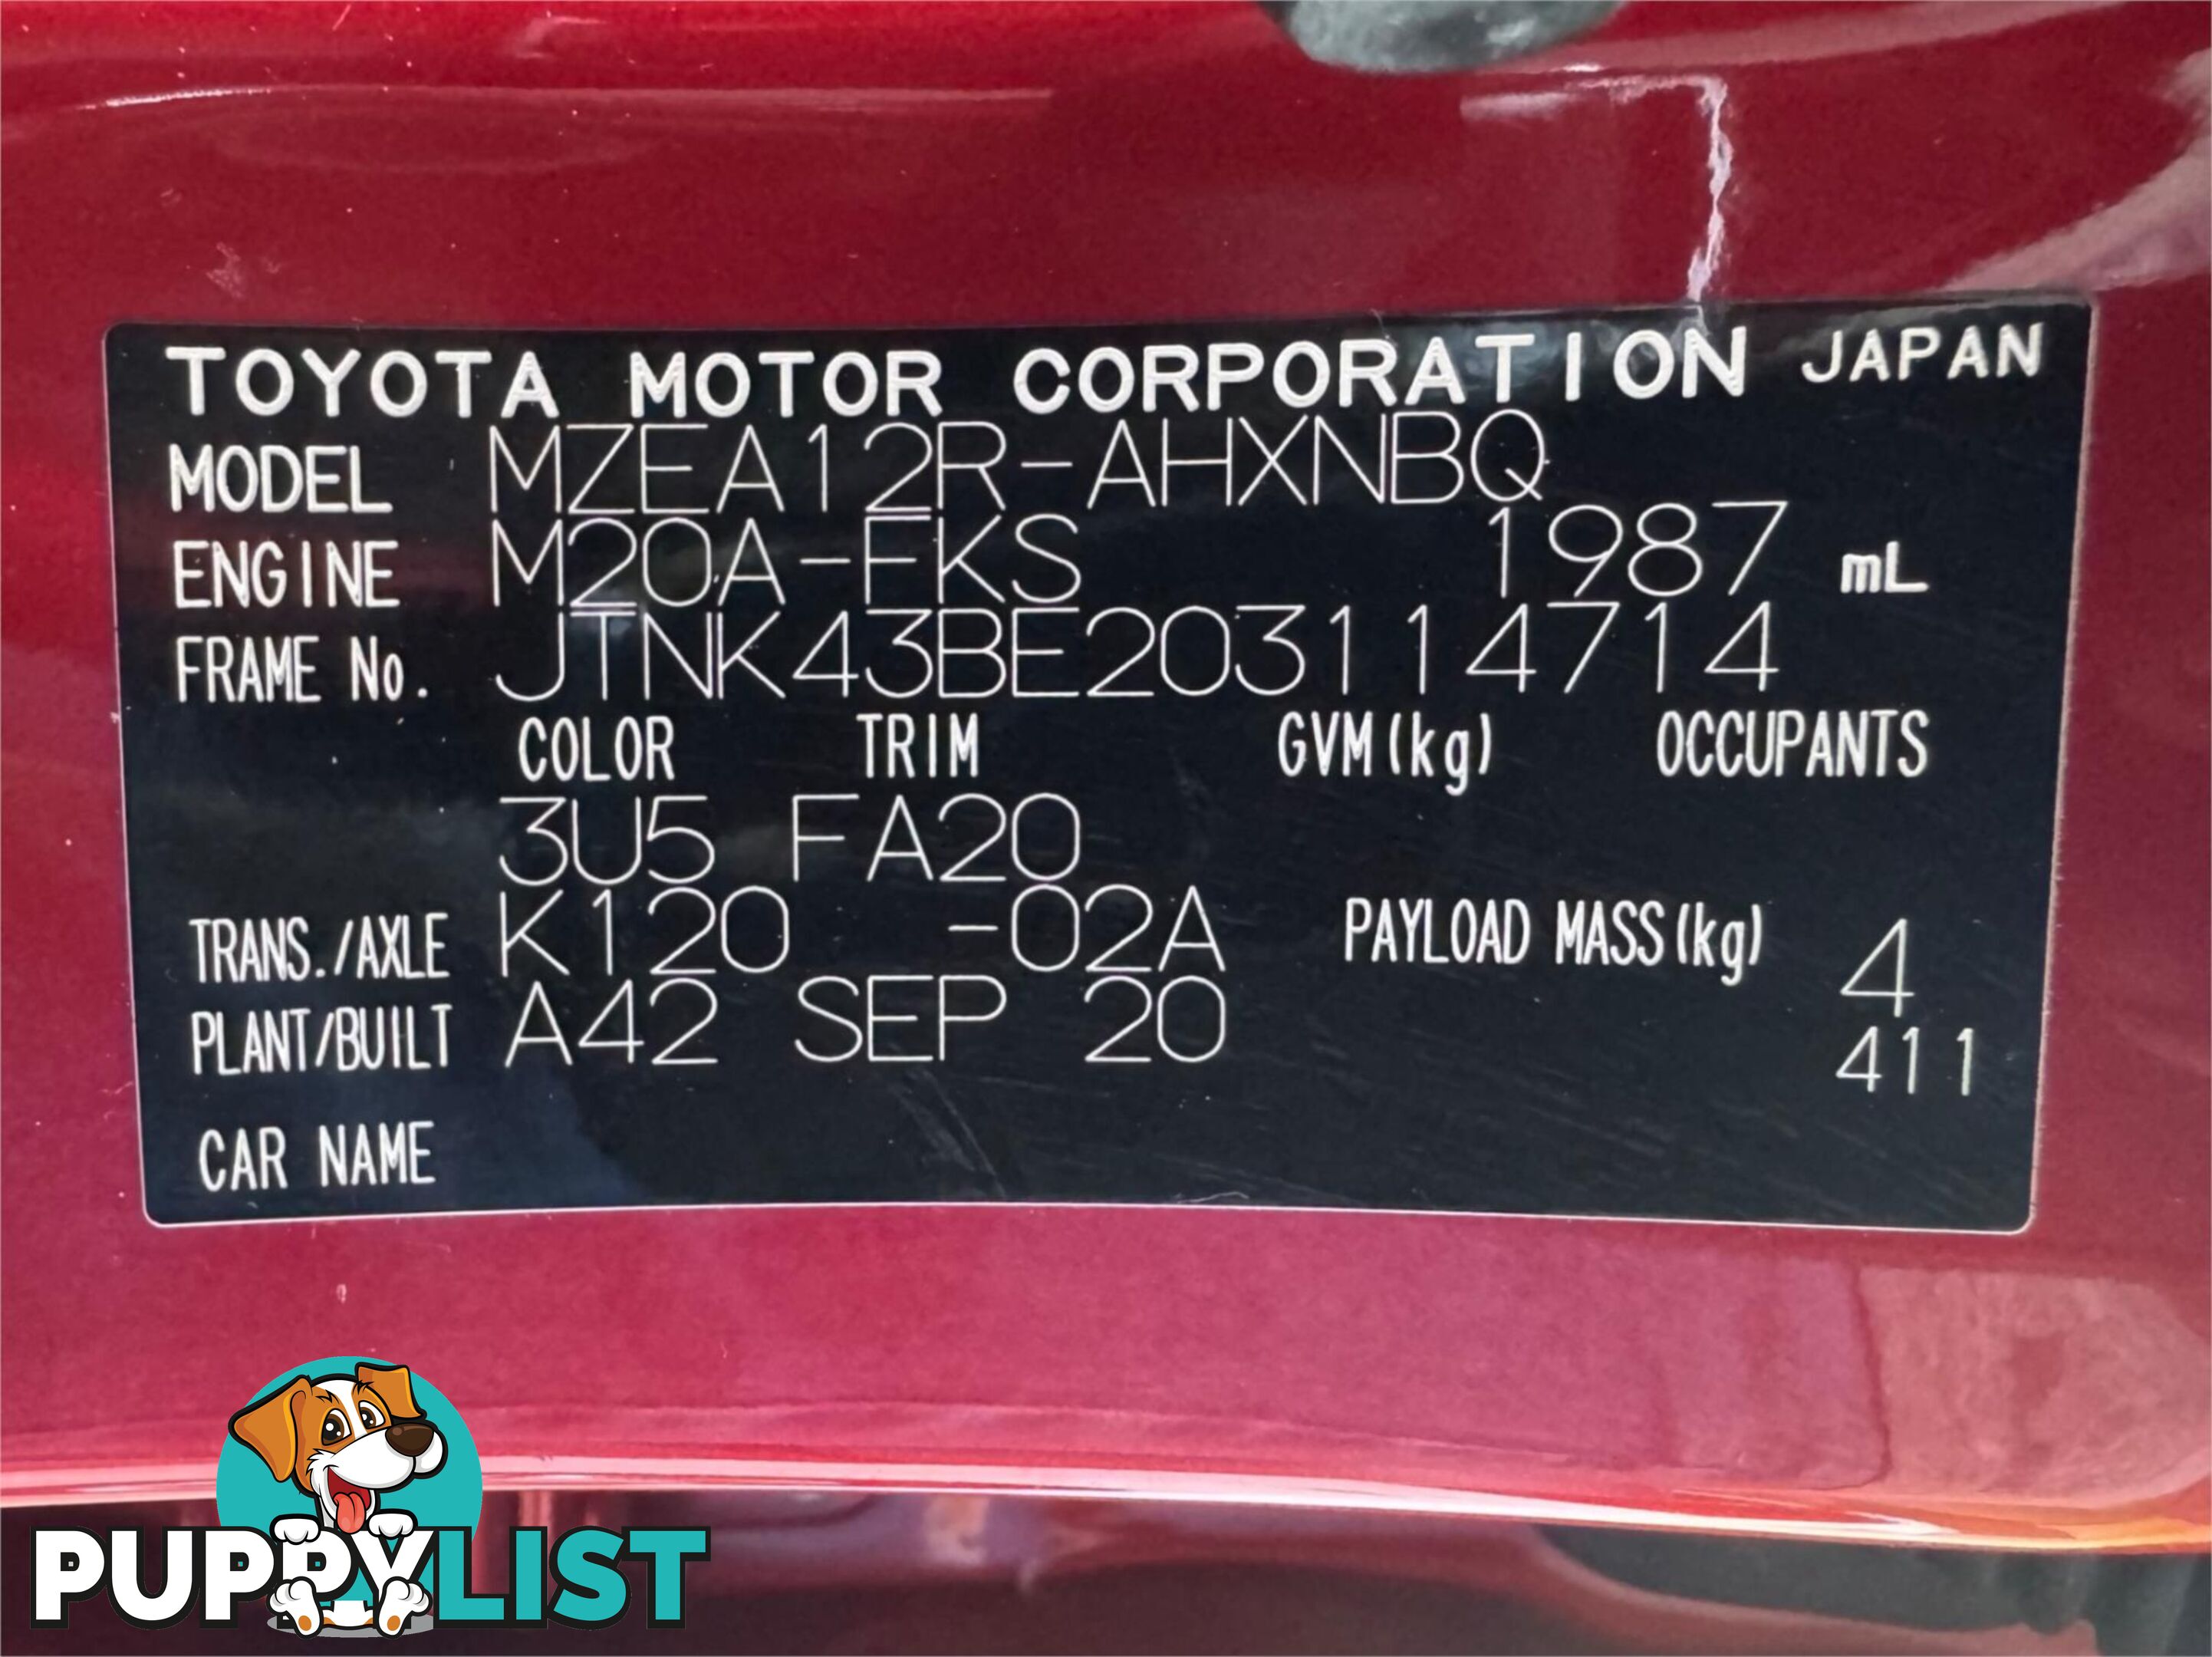 TOYOTA MOTOR CORPORATION JAPAN
MODEL MZEA12R-AHXNBQ
ENGINE M20A-FKS 1987 mL
FRAME No. JTNK43BE203114714
COLOR TRIM GVM(kg) OCCUPANTS
3U5 FA20
TRANS./AXLE K120 -02A PAYLOAD MASS(kg) 4
PLANT/BUILT A42 SEP 20 411
CAR NAME
PUPPYLIST